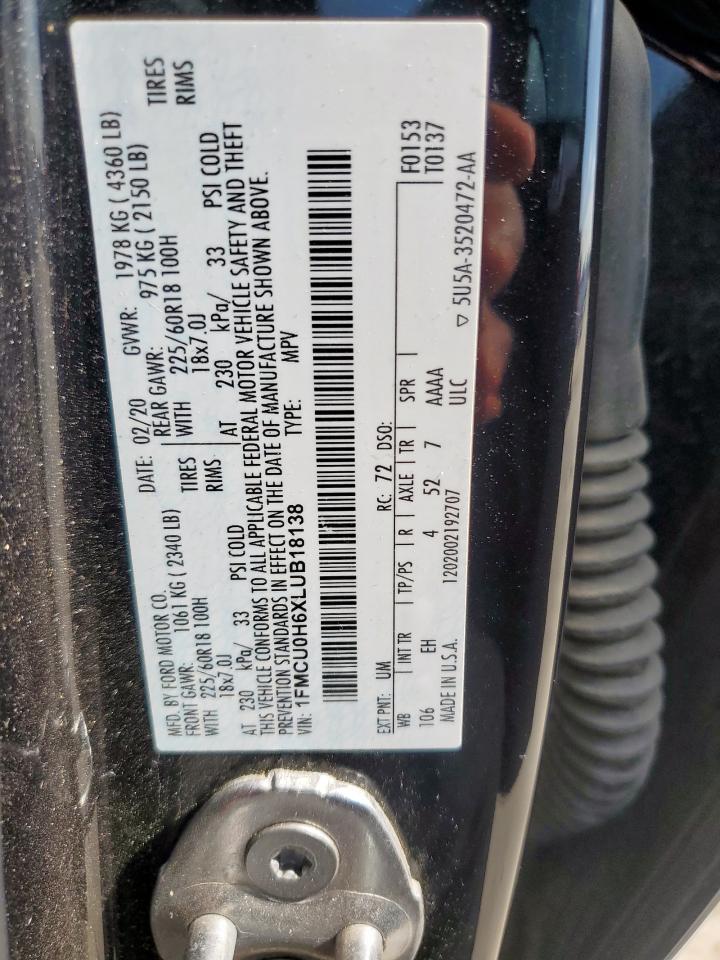 MFD. BY FORD MOTOR CO.
DATE: 02/20 GVWR: 1978 KG ( 4360 LB)
FRONT GAWR: 1061 KG ( 2340 LB) REAR GAWR: 975 KG ( 2150 LB)
WITH 225/60R18 100H TIRES WITH 225/60R18 100H TIRES
18x7.0J RIMS 18x7.0J RIMS
AT 230 kPa/ 33 PSI COLD AT 230 kPa/ 33 PSI COLD
THIS VEHICLE CONFORMS TO ALL APPLICABLE FEDERAL MOTOR VEHICLE SAFETY AND THEFT
PREVENTION STANDARDS IN EFFECT ON THE DATE OF MANUFACTURE SHOWN ABOVE.
VIN: 1FMCU0H6XLUB18138 TYPE: MPV
EXT PNT: UM RC: 72 DSO: F0153
WB INT TR TP/PS R AXLE TR SPR T0137
106 EH 4 52 7 AAAA
ULC
MADE IN U.S.A. 1202002192707 ▽ 5U5A-3520472-AA